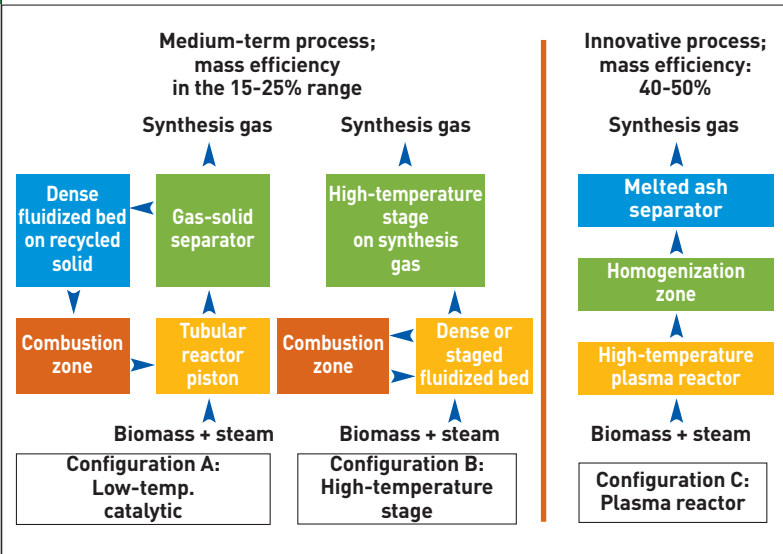 Medium-term process;
mass efficiency
in the 15-25% range
Synthesis gas
Dense
fluidized bed
on recycled
solid
Gas-solid
separator
Combustion
zone
Tubular
reactor
piston
Biomass + steam
Configuration A:
Low-temp.
catalytic
Synthesis gas
High-temperature
stage
on synthesis
gas
Combustion
zone
Dense or
staged
fluidized bed
Biomass + steam
Configuration B:
High-temperature
stage
Innovative process;
mass efficiency:
40-50%
Synthesis gas
Melted ash
separator
Homogenization
zone
High-temperature
plasma reactor
Biomass + steam
Configuration C:
Plasma reactor